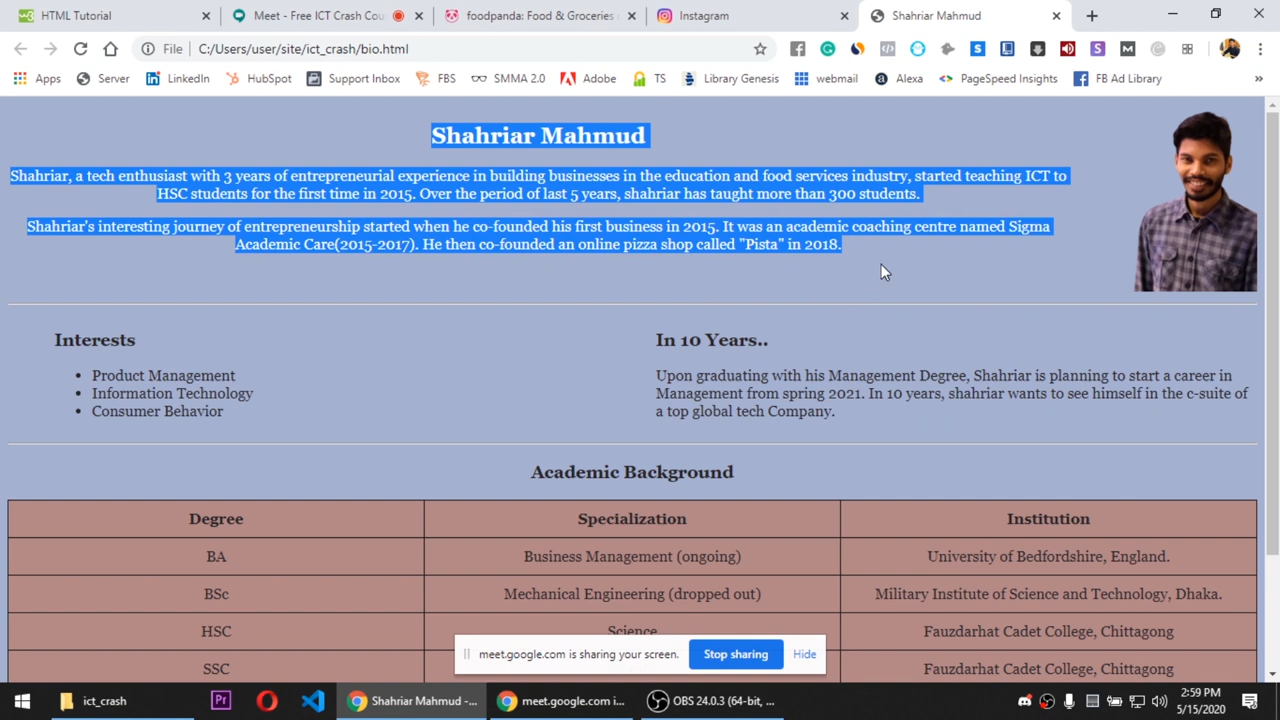 HTML Tutorial
Meet - Free ICT Crash Cou
foodpanda: Food & Groceries
Instagram
Shahriar Mahmud
File C:/Users/user/site/ict_crash/bio.html
Apps Server LinkedIn HubSpot Support Inbox FBS SMMA 2.0 Adobe TS Library Genesis webmail Alexa PageSpeed Insights FB Ad Library »
Shahriar Mahmud
Shahriar, a tech enthusiast with 3 years of entrepreneurial experience in building businesses in the education and food services industry, started teaching ICT to
HSC students for the first time in 2015. Over the period of last 5 years, shahriar has taught more than 300 students.
Shahriar's interesting journey of entrepreneurship started when he co-founded his first business in 2015. It was an academic coaching centre named Sigma
Academic Care(2015-2017). He then co-founded an online pizza shop called "Pista" in 2018.
Interests
• Product Management
• Information Technology
• Consumer Behavior
In 10 Years..
Upon graduating with his Management Degree, Shahriar is planning to start a career in
Management from spring 2021. In 10 years, shahriar wants to see himself in the c-suite of
a top global tech Company.
Academic Background
Degree Specialization Institution
BA Business Management (ongoing) University of Bedfordshire, England.
BSc Mechanical Engineering (dropped out) Military Institute of Science and Technology, Dhaka.
HSC Science Fauzdarhat Cadet College, Chittagong
SSC Fauzdarhat Cadet College, Chittagong
meet.google.com is sharing your screen. Stop sharing Hide
ict_crash Pr Shahriar Mahmud -... meet.google.com i... OBS 24.0.3 (64-bit, ...
2:59 PM
5/15/2020